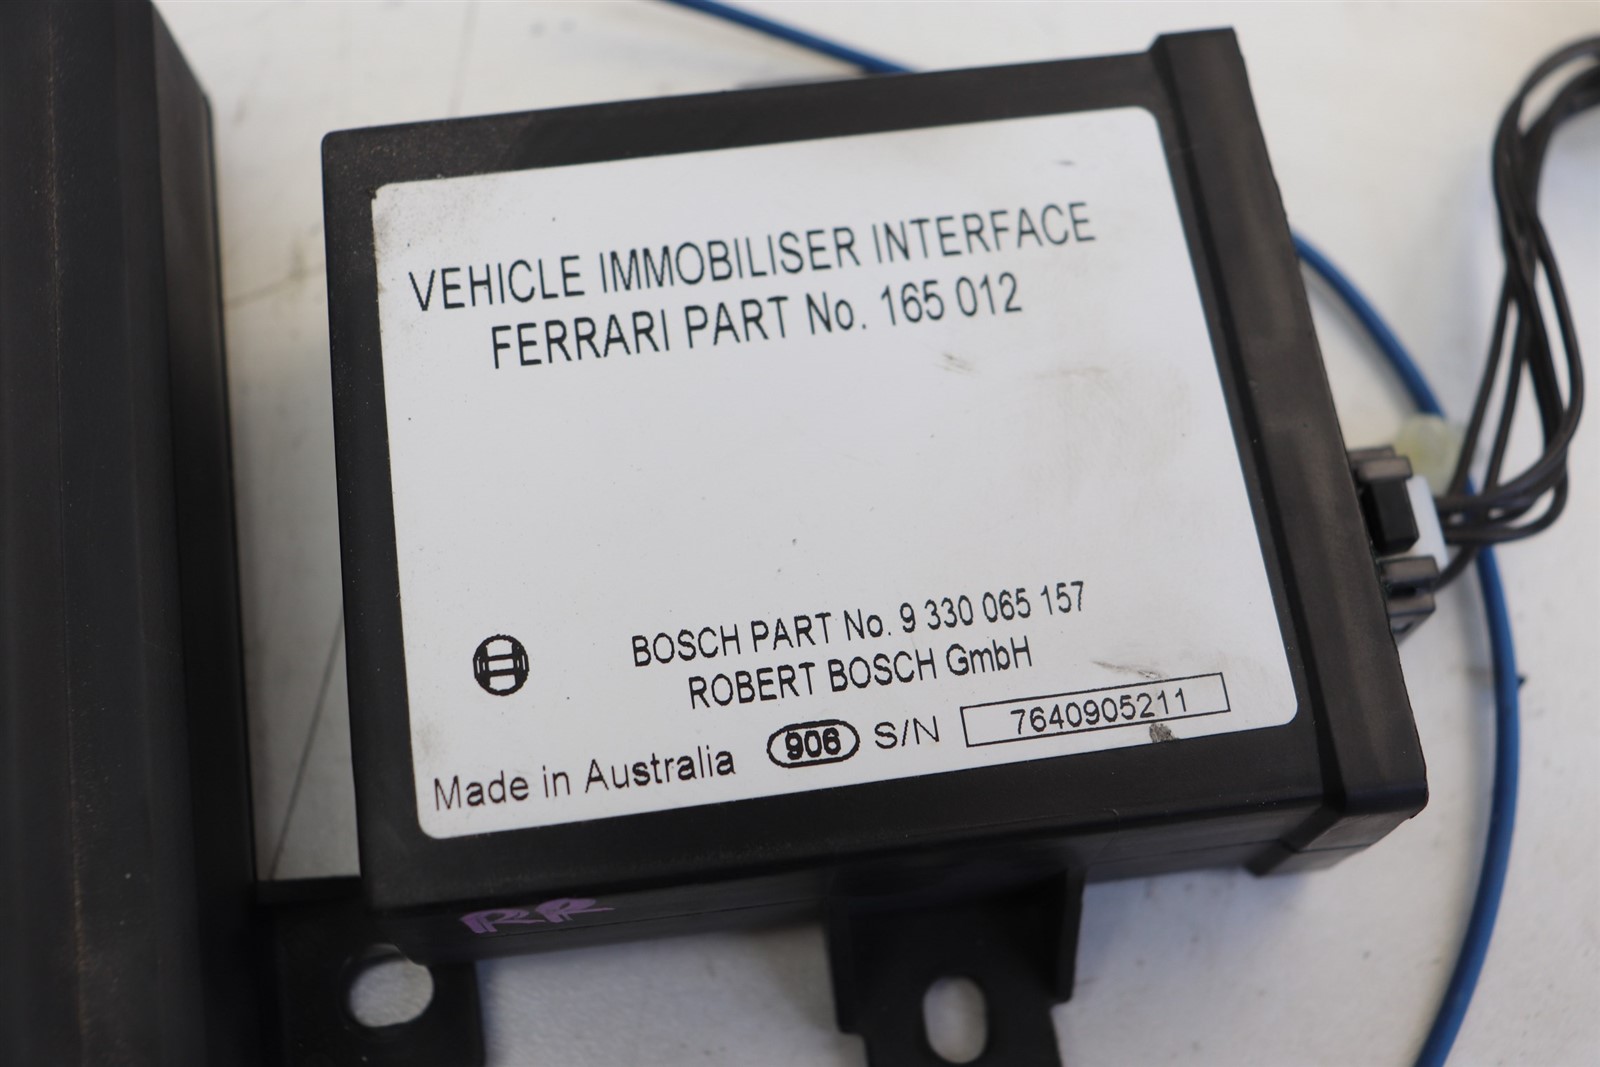 VEHICLE IMMOBILISER INTERFACE
FERRARI PART No. 165 012
BOSCH PART No. 9 330 065 157
ROBERT BOSCH GmbH
Made in Australia 906 S/N 7640905211
RR